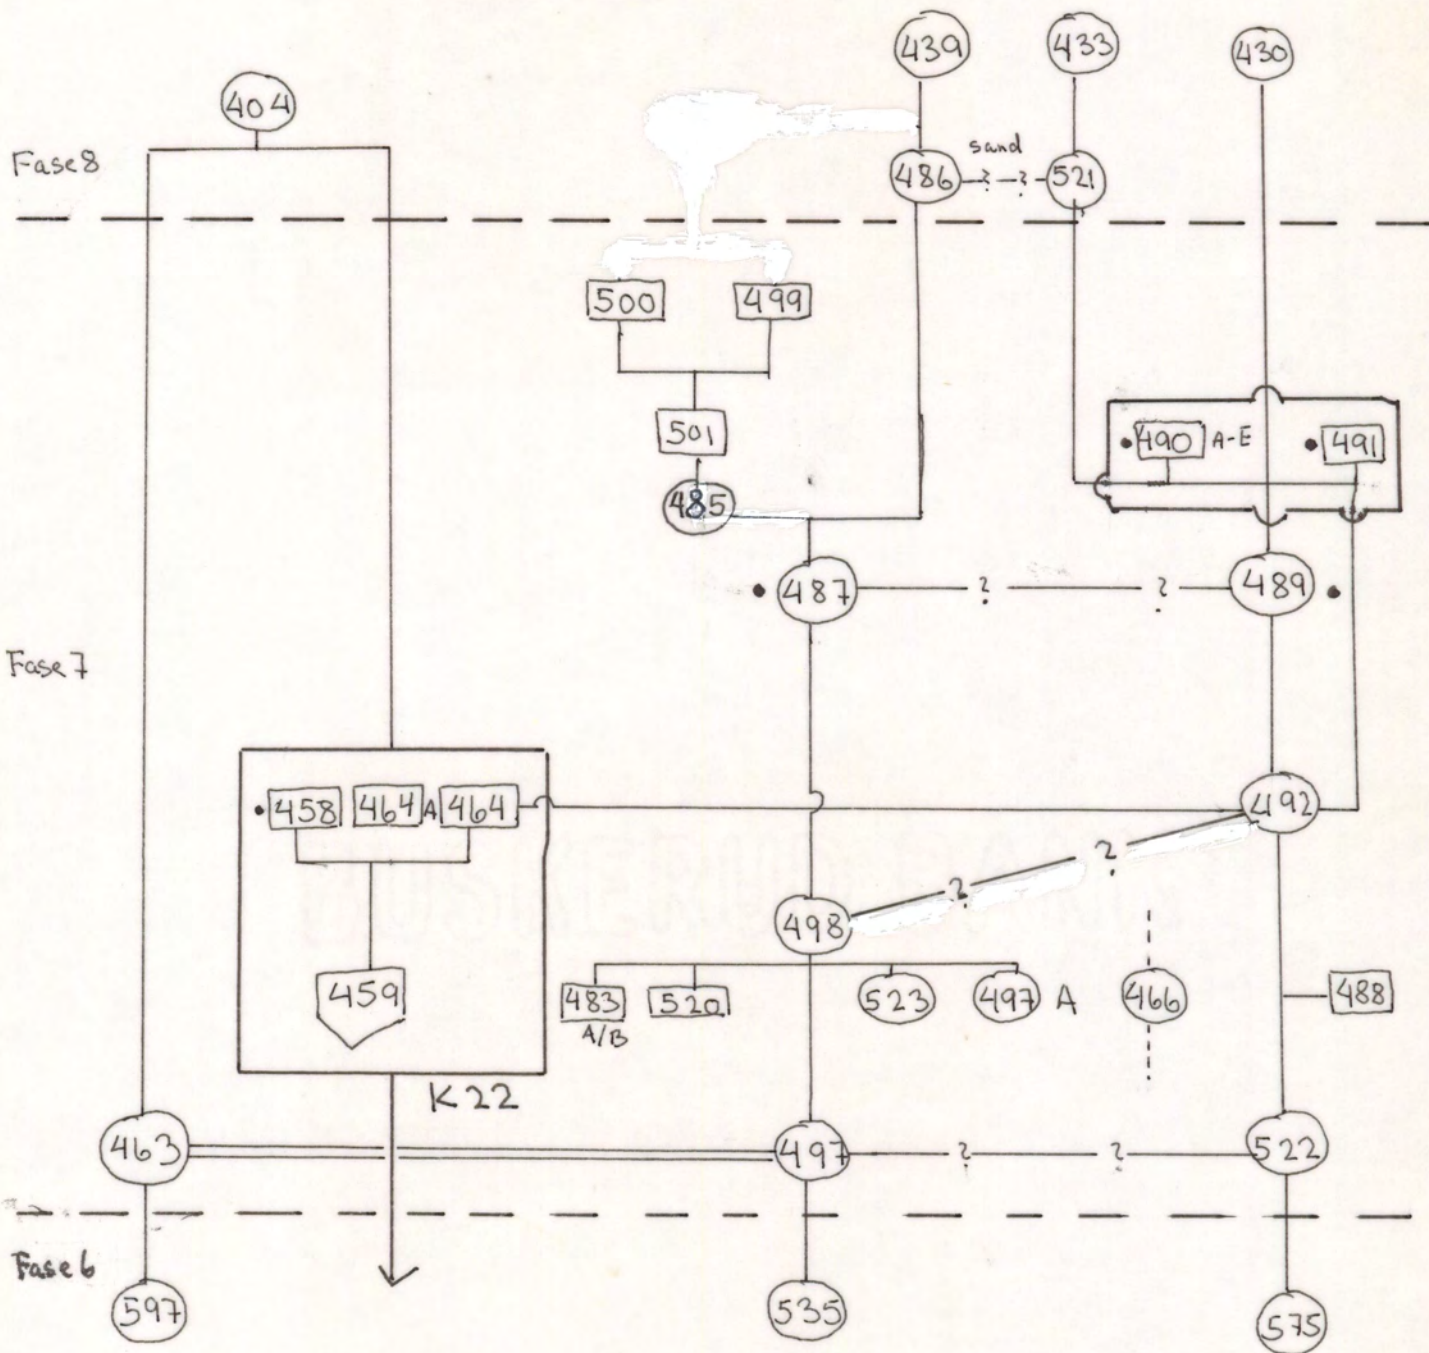 439 433 430
404
sand
Fase 8
486 ? ? 521
500 499
501
490 A-E 491
485
487 ? ? 489
Fase 7
458 464 A 464 492
? ?
498
459 483 520 523 497 A 466 488
A/B
K22
463 497 ? ? 522
Fase 6
597 535 575